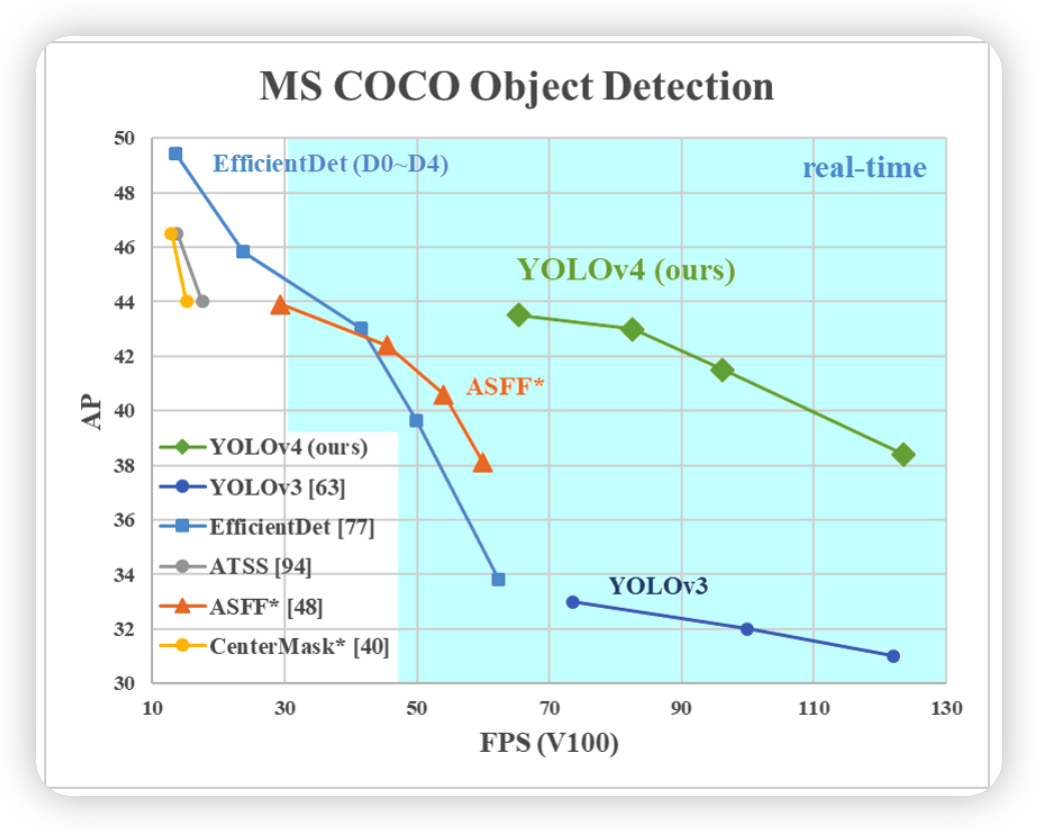 MS COCO Object Detection
50
EfficientDet (D0~D4)
real-time
48
46
YOLOv4 (ours)
44
42
ASFF*
AP
40
YOLOv4 (ours)
38
YOLOv3 [63]
36
EfficientDet [77]
34
ATSS [94]
YOLOv3
ASFF* [48]
32
CenterMask* [40]
30
10 30 50 70 90 110 130
FPS (V100)